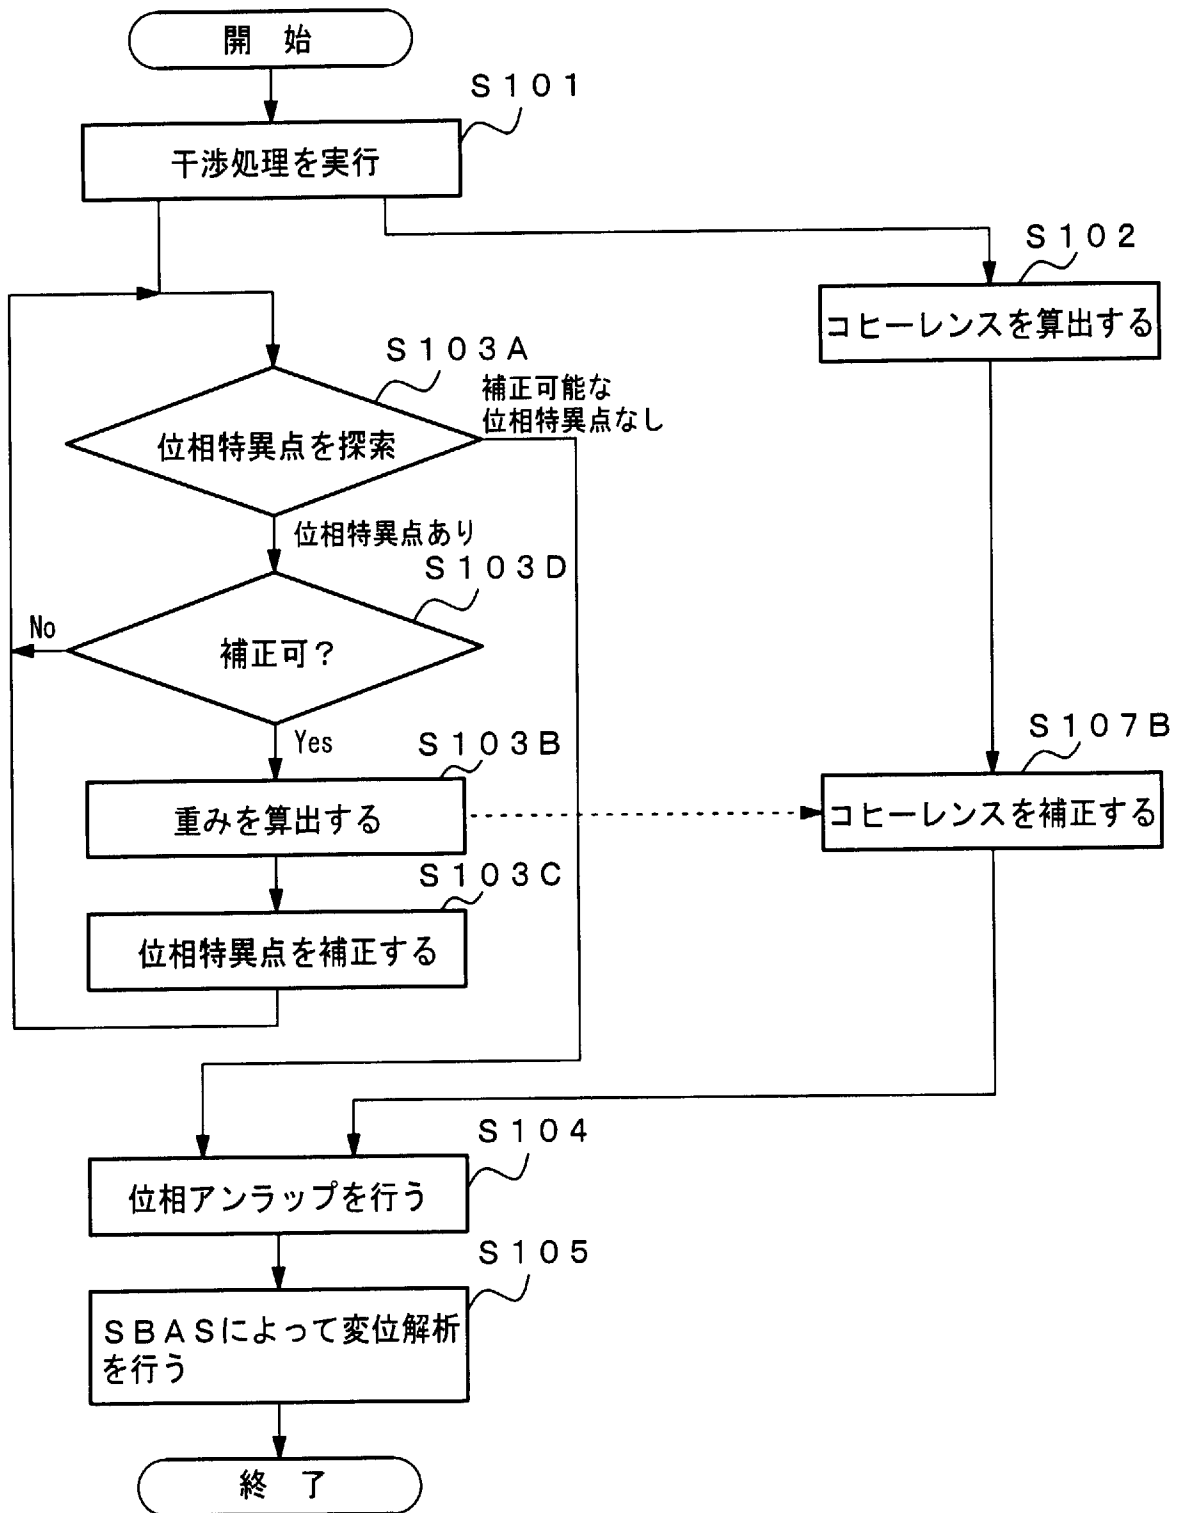 開　始
Ｓ１０１
干渉処理を実行
Ｓ１０２
コヒーレンスを算出する
Ｓ１０３Ａ
補正可能な
位相特異点なし
位相特異点を探索
位相特異点あり
Ｓ１０３Ｄ
No
補正可？
Yes
Ｓ１０３Ｂ
重みを算出する
Ｓ１０７Ｂ
コヒーレンスを補正する
Ｓ１０３Ｃ
位相特異点を補正する
Ｓ１０４
位相アンラップを行う
Ｓ１０５
ＳＢＡＳによって変位解析
を行う
終　了